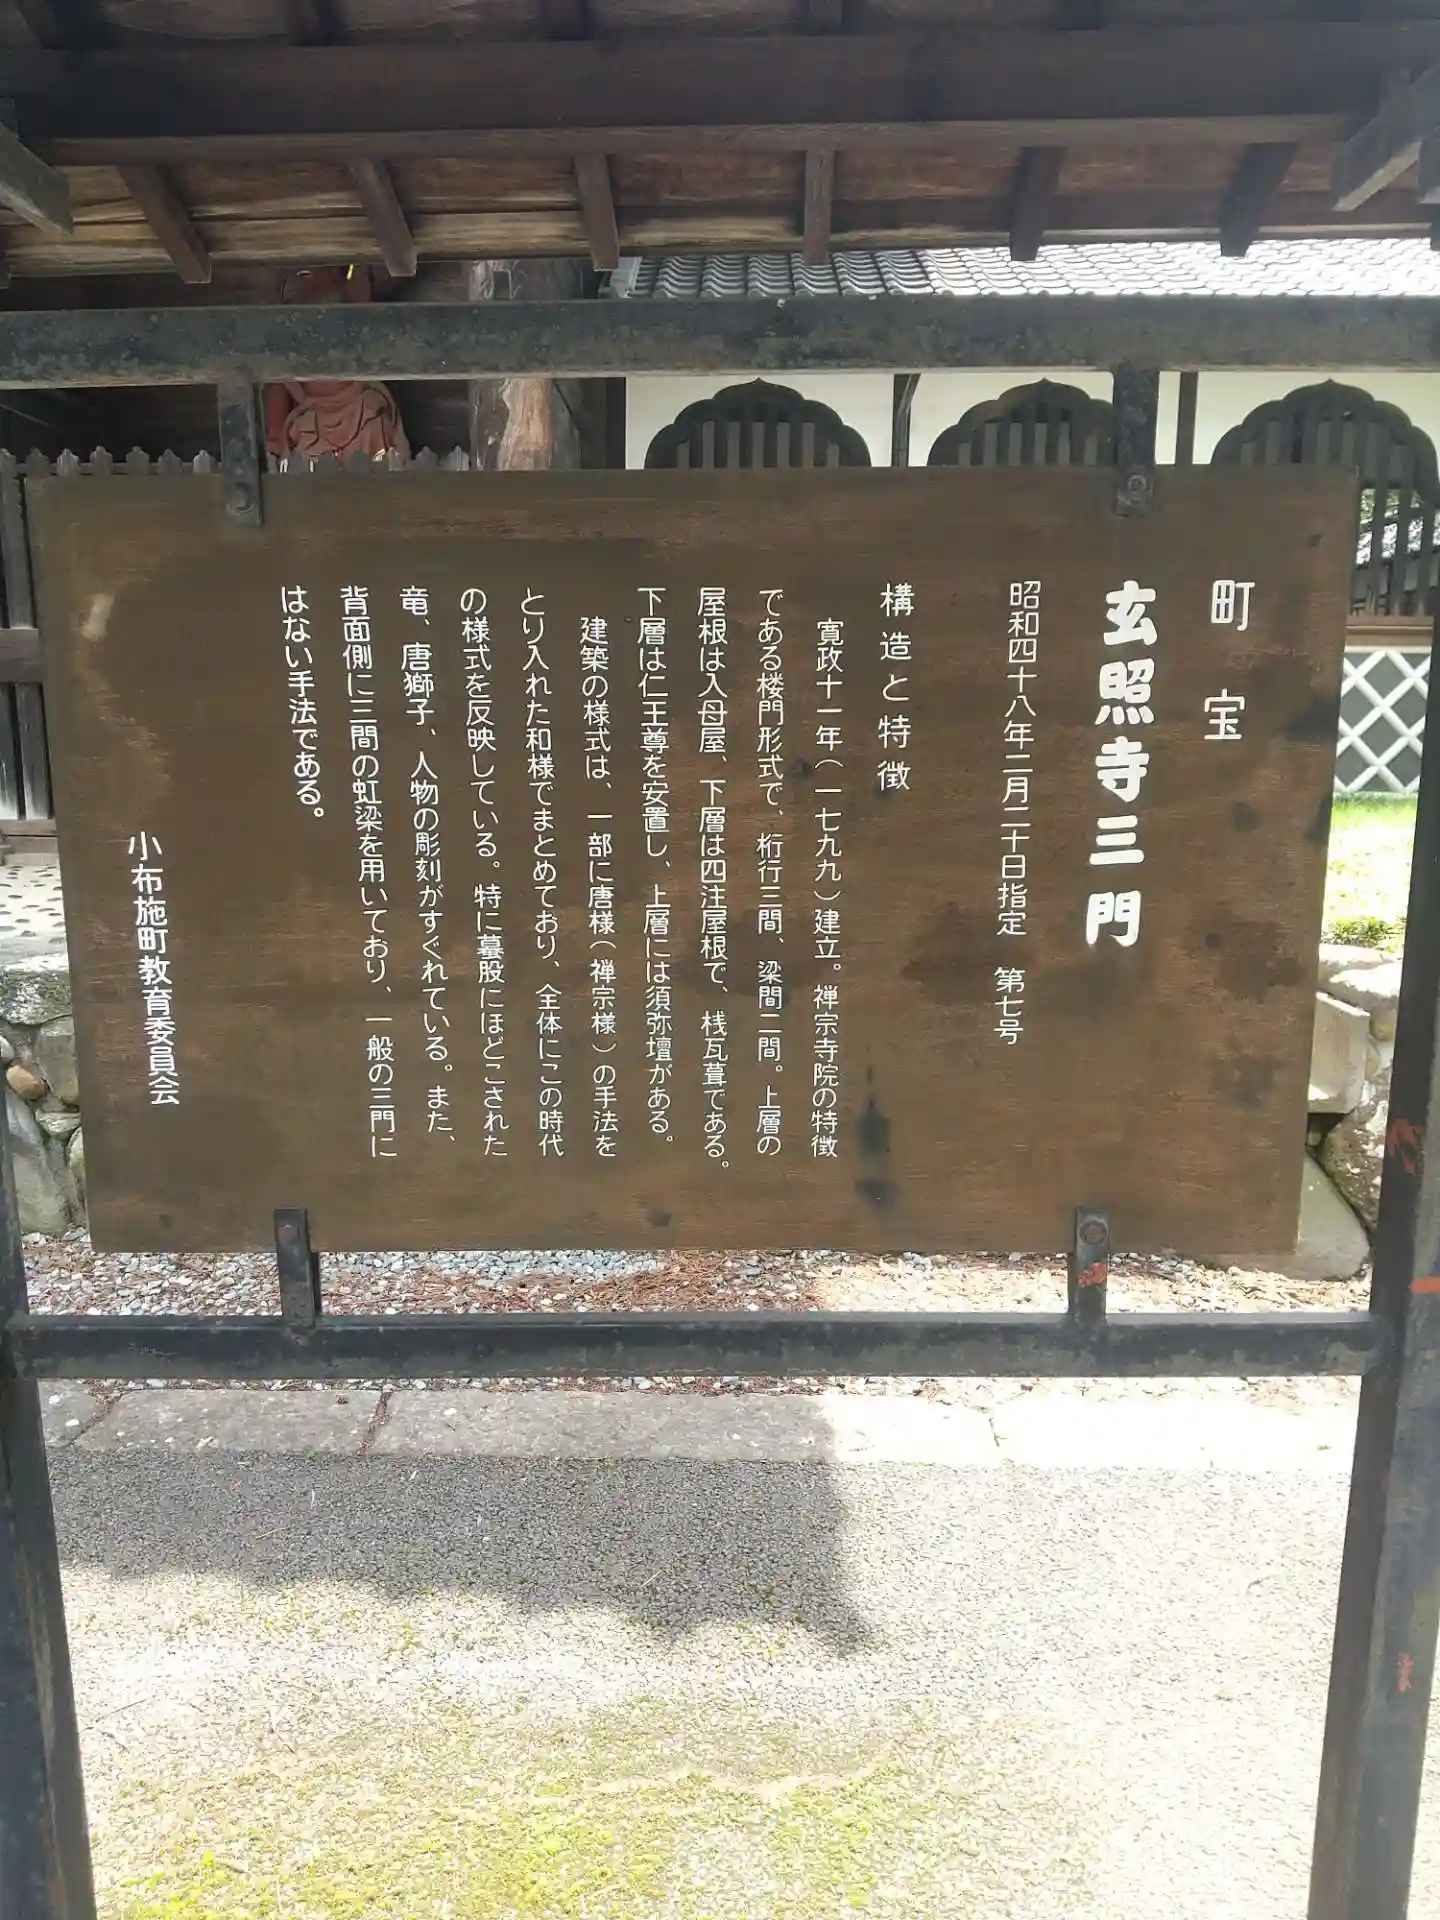 町宝
玄照寺三門
昭和四十八年二月二十日指定　第七号
構造と特徴
寛政十一年（一七九九）建立。禅宗寺院の特徴
である楼門形式で、桁行三間、梁間二間。上層の
屋根は入母屋、下層は四注屋根で、桟瓦葺である。
下層は仁王尊を安置し、上層には須弥壇がある。
建築の様式は、一部に唐様（禅宗様）の手法を
とり入れた和様でまとめており、全体にこの時代
の様式を反映している。特に蟇股にほどこされた
竜、唐獅子、人物の彫刻がすぐれている。また、
背面側に三間の虹梁を用いており、一般の三門に
はない手法である。
小布施町教育委員会